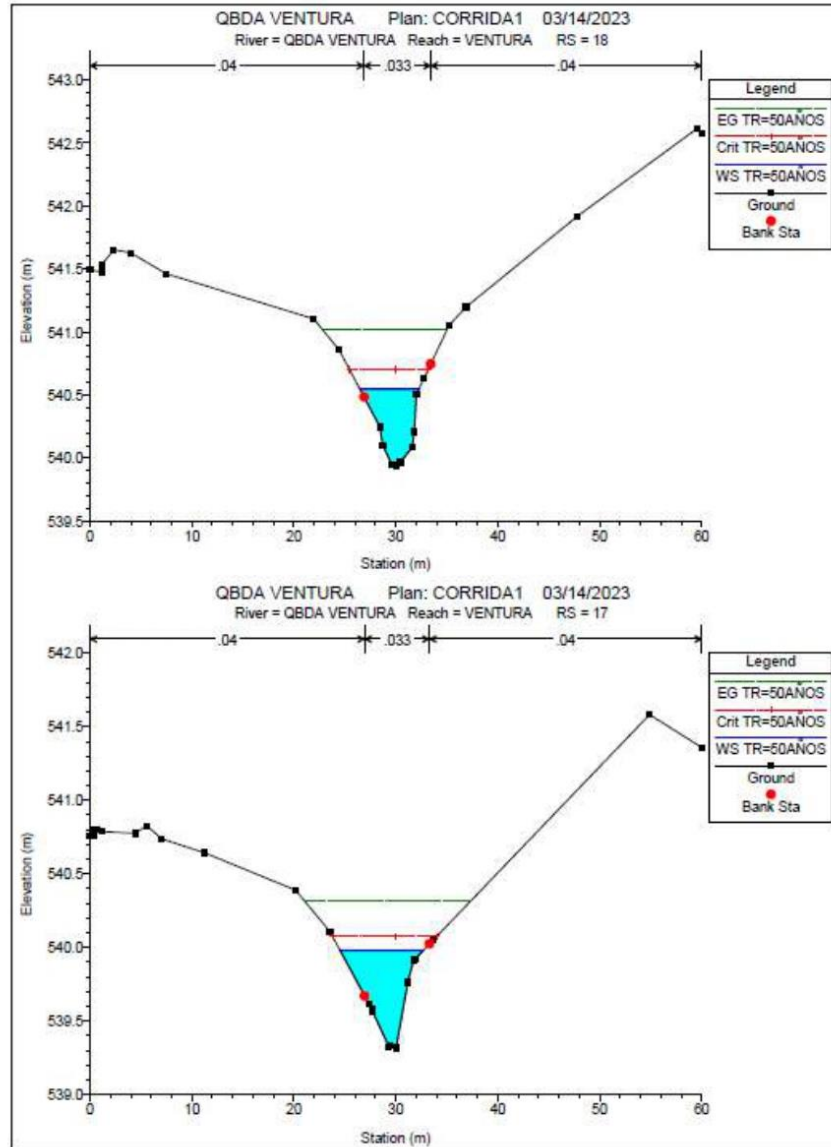 QBDA VENTURA Plan: CORRIDA1 03/14/2023
River = QBDA VENTURA Reach = VENTURA RS = 18
.04 .033 .04
543.0
542.5
542.0
541.5
541.0
540.5
540.0
539.5
Elevation (m)
0 10 20 30 40 50 60
Station (m)
Legend
EG TR=50AÑOS
Crit TR=50AÑOS
WS TR=50AÑOS
Ground
Bank Sta
QBDA VENTURA Plan: CORRIDA1 03/14/2023
River = QBDA VENTURA Reach = VENTURA RS = 17
.04 .033 .04
542.0
541.5
541.0
540.5
540.0
539.5
539.0
Elevation (m)
0 10 20 30 40 50 60
Station (m)
Legend
EG TR=50AÑOS
Crit TR=50AÑOS
WS TR=50AÑOS
Ground
Bank Sta